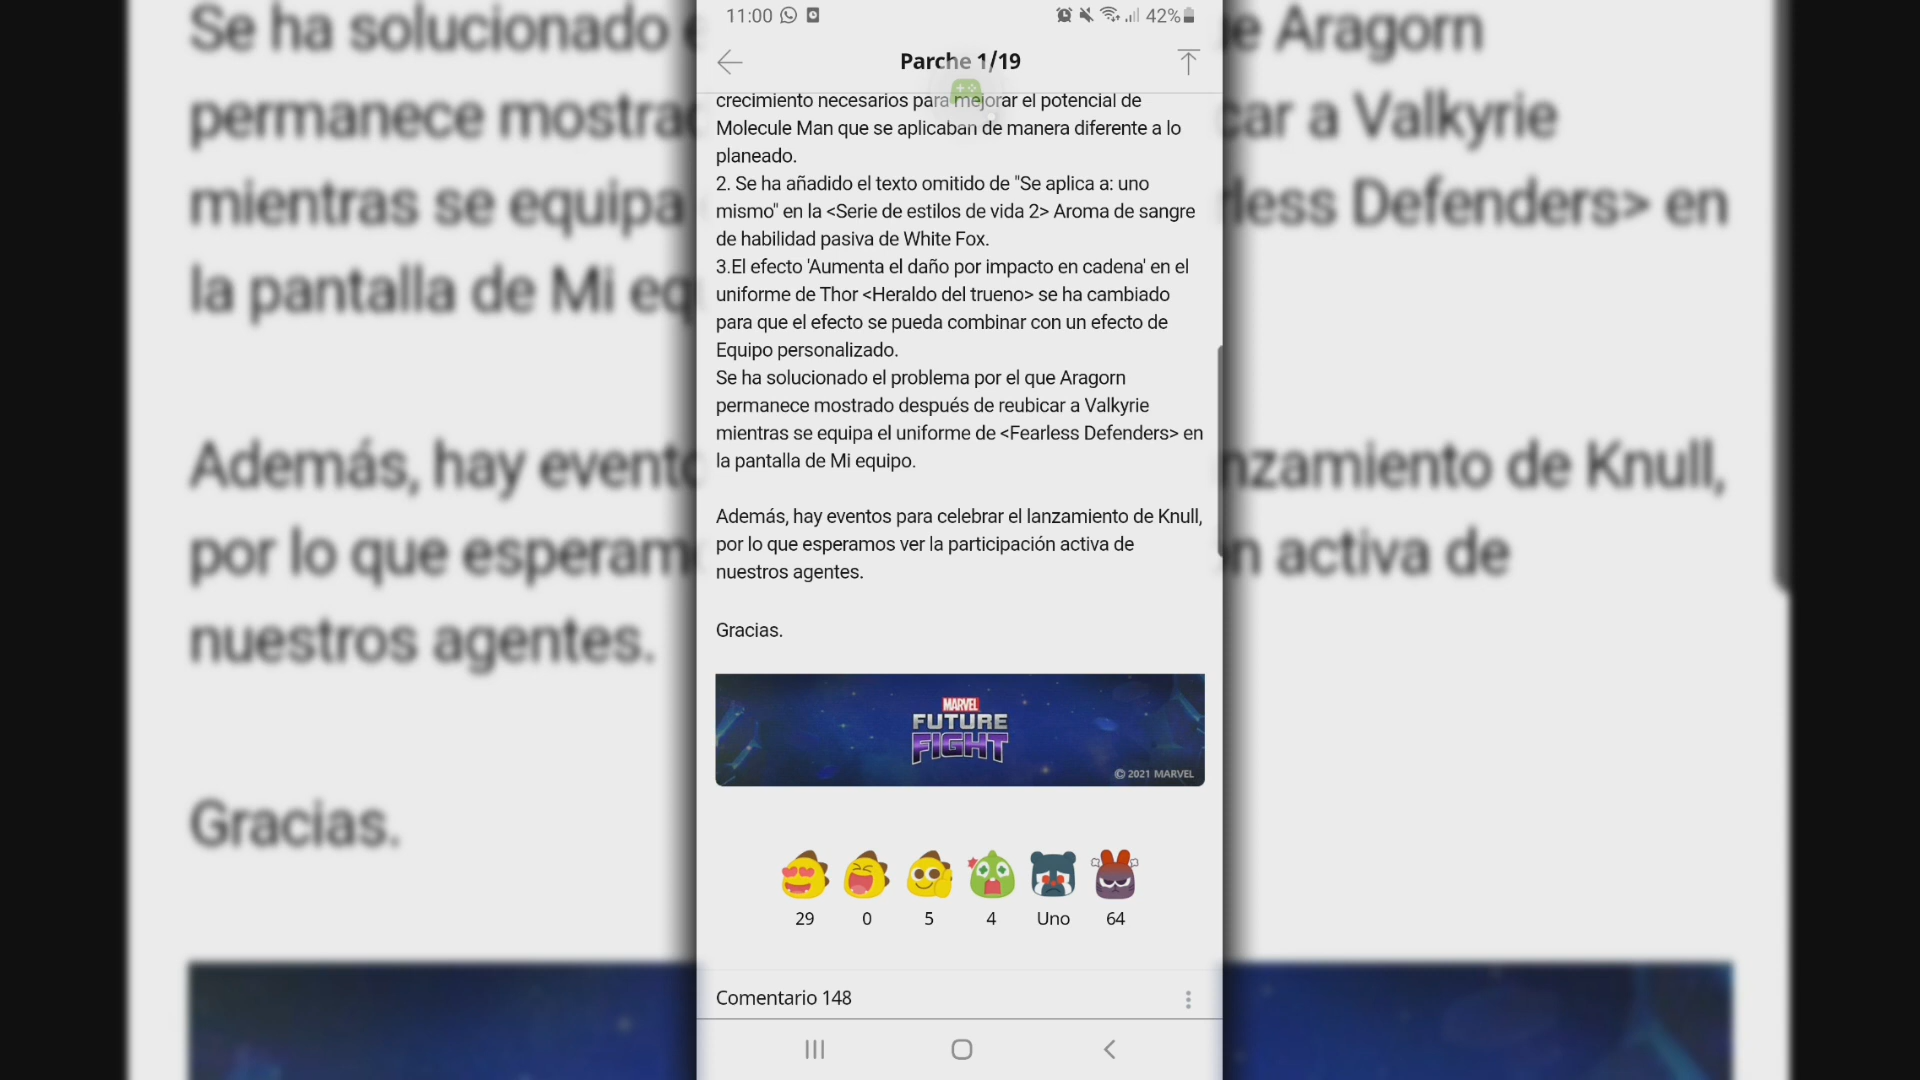 11:00
42%
Parche 1/19
crecimiento necesarios para mejorar el potencial de
Molecule Man que se aplicaban de manera diferente a lo
planeado.
2. Se ha añadido el texto omitido de "Se aplica a: uno
mismo" en la <Serie de estilos de vida 2> Aroma de sangre
de habilidad pasiva de White Fox.
3.El efecto 'Aumenta el daño por impacto en cadena' en el
uniforme de Thor <Heraldo del trueno> se ha cambiado
para que el efecto se pueda combinar con un efecto de
Equipo personalizado.
Se ha solucionado el problema por el que Aragorn
permanece mostrado después de reubicar a Valkyrie
mientras se equipa el uniforme de <Fearless Defenders> en
la pantalla de Mi equipo.
Además, hay eventos para celebrar el lanzamiento de Knull,
por lo que esperamos ver la participación activa de
nuestros agentes.
Gracias.
MARVEL
FUTURE
FIGHT
© 2021 MARVEL
29 0 5 4 Uno 64
Comentario 148
Se ha solucionado
permanece mostra
mientras se equipa
la pantalla de Mi eq
Además, hay evento
por lo que esperam
nuestros agentes.
Gracias.
e Aragorn
car a Valkyrie
rless Defenders> en
nzamiento de Knull,
n activa de